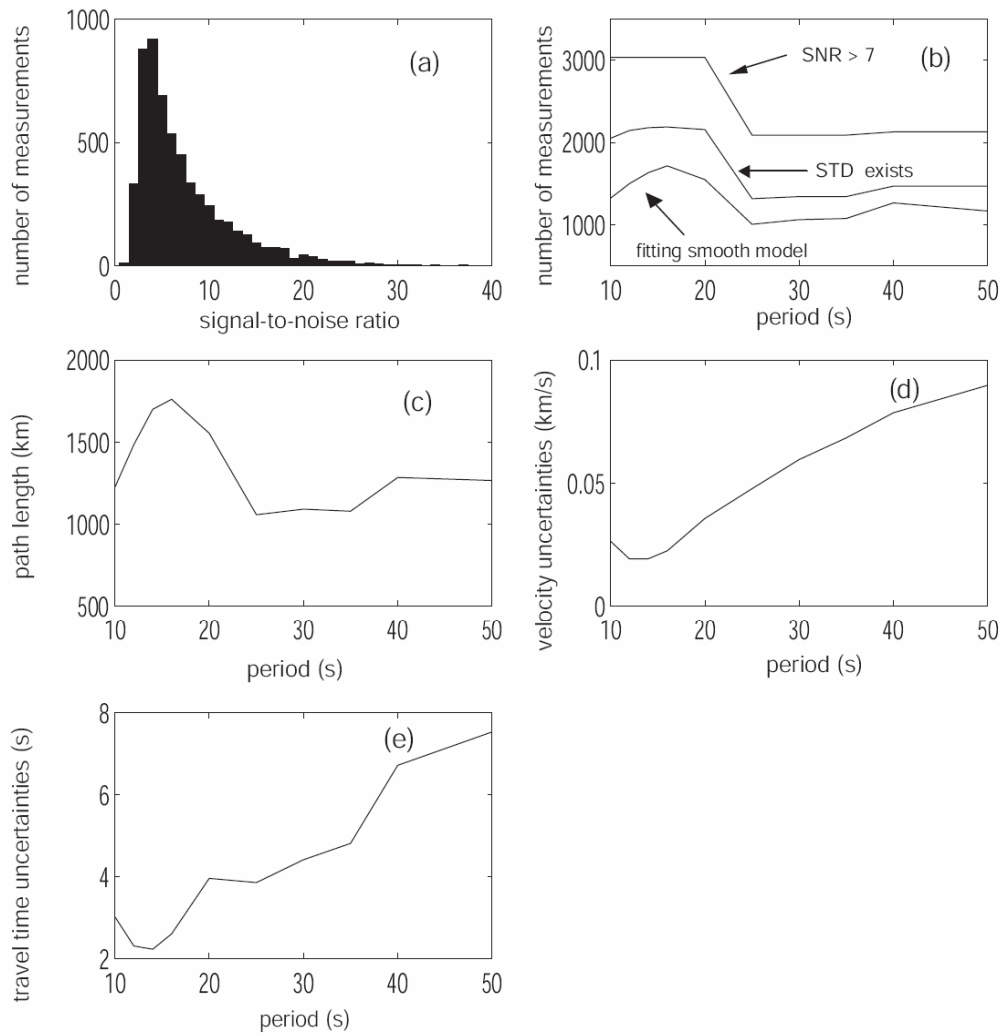 1000
500
0
0
10
20
30
40
number of measurements
signal-to-noise ratio
(a)
3000
2000
1000
10
20
30
40
50
number of measurements
period (s)
(b)
SNR > 7
STD exists
fitting smooth model
2000
1500
1000
500
10
20
30
40
50
path length (km)
period (s)
(c)
0.1
0.05
0
10
20
30
40
50
velocity uncertainties (km/s)
period (s)
(d)
8
6
4
2
10
20
30
40
50
travel time uncertainties (s)
period (s)
(e)